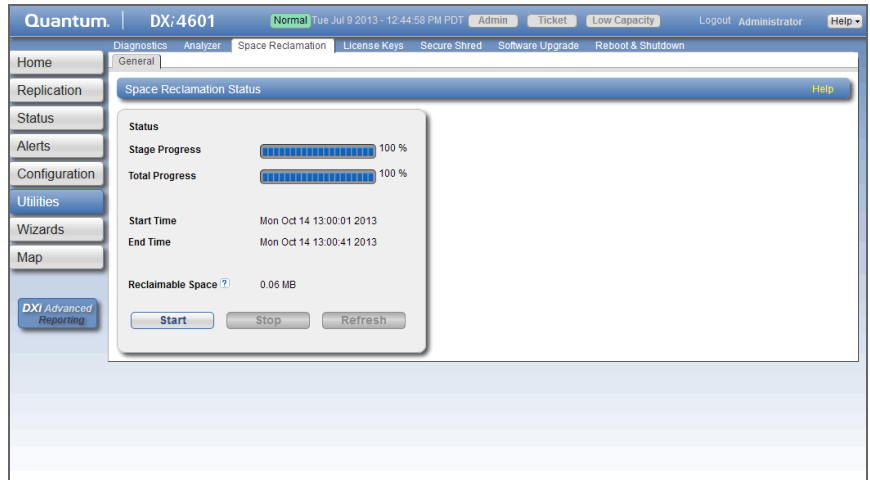 Quantum. DXi4601 Normal Tue Jul 9 2013 - 12:44:58 PM PDT Admin Ticket Low Capacity Logout Administrator Help
Diagnostics Analyzer Space Reclamation License Keys Secure Shred Software Upgrade Reboot & Shutdown
General
Home
Replication
Status
Alerts
Configuration
Utilities
Wizards
Map
DXI Advanced
Reporting
Space Reclamation Status Help
Status
Stage Progress 100 %
Total Progress 100 %
Start Time Mon Oct 14 13:00:01 2013
End Time Mon Oct 14 13:00:41 2013
Reclaimable Space ? 0.06 MB
Start Stop Refresh